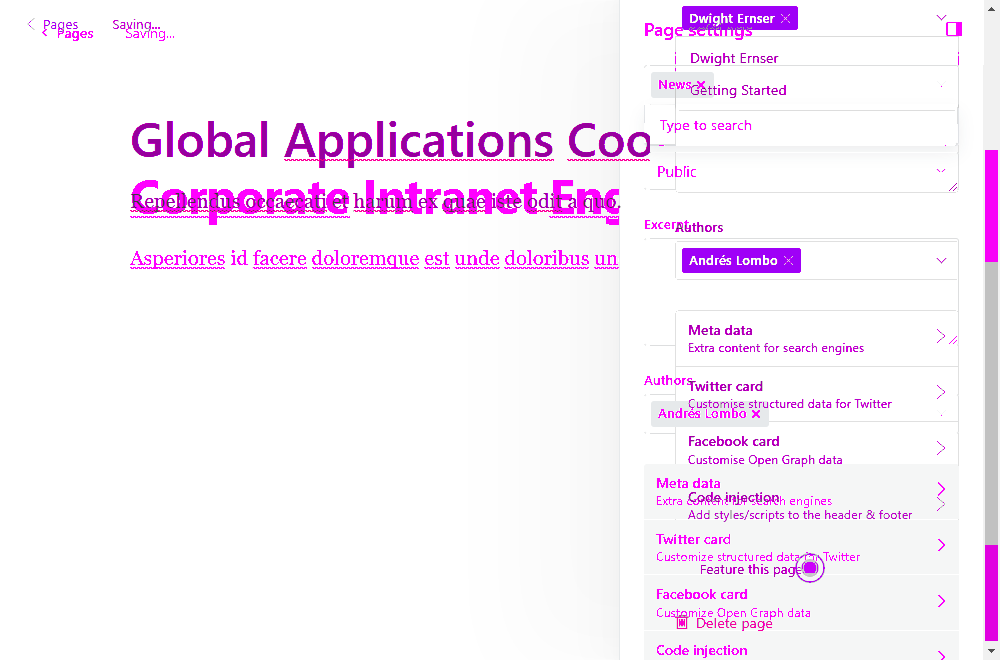 Pages Saving...
Pages Saving...
Global Applications Coo
Corporate Intranet Eng
Repellendus occaecati et harum ex quae iste odit a quo.
Asperiores id facere doloremque est unde doloribus un
Dwight Ernser
Page settings
Dwight Ernser
News
Getting Started
Type to search
Public
Excerpt
Authors
Andrés Lombo
Meta data
Extra content for search engines
Authors
Twitter card
Customise structured data for Twitter
Andrés Lombo
Facebook card
Customise Open Graph data
Meta data
Extra content for search engines
Code injection
Add styles/scripts to the header & footer
Twitter card
Customize structured data for Twitter
Feature this page
Facebook card
Customize Open Graph data
Delete page
Code injection